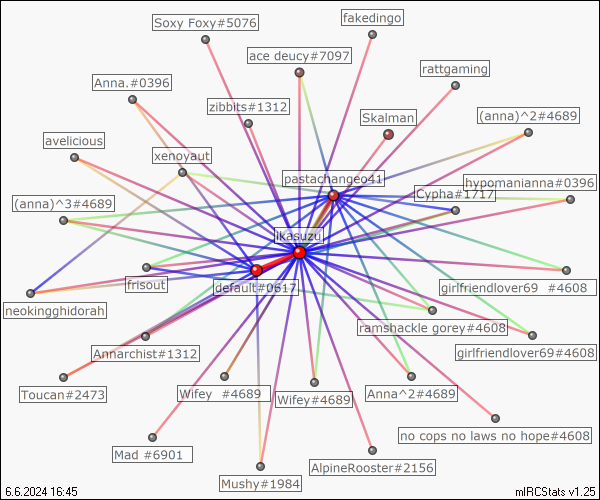 fakedingo
Soxy Foxy#5076
ace deucy#7097
rattgaming
Anna.#0396
zibbits#1312
Skalman
(anna)^2#4689
avelicious
xenoyaut
pastachangeo41
hypomanianna#0396
Cypha#1717
(anna)^3#4689
ikasuzu
frisout
default#0617
girlfriendlover69 #4608
neokingghidorah
ramshackle gorey#4608
Annarchist#1312
girlfriendlover69#4608
Toucan#2473
Wifey #4689
Wifey#4689
Anna^2#4689
no cops no laws no hope#4608
Mad #6901
AlpineRooster#2156
Mushy#1984
6.6.2024 16:45
mIRCStats v1.25